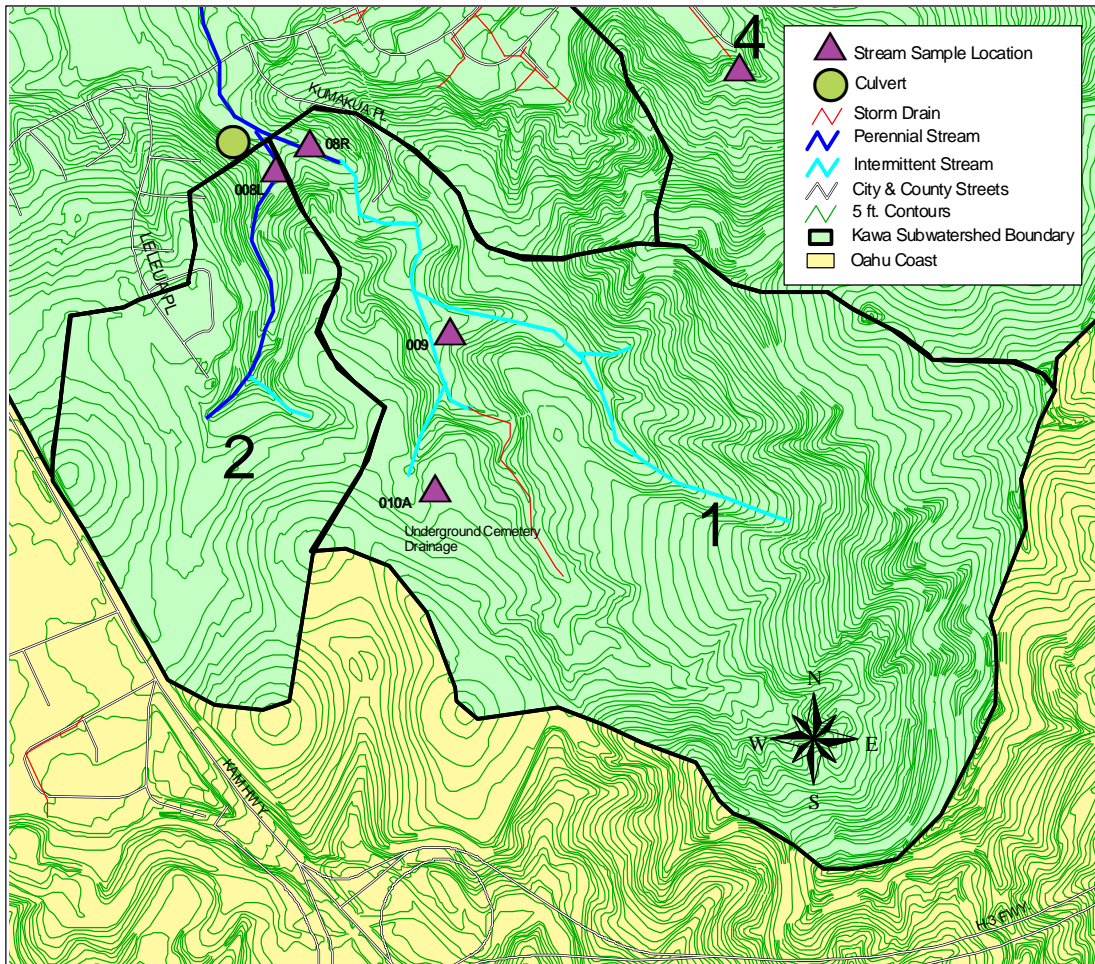 4
Stream Sample Location
Culvert
Storm Drain
Perennial Stream
Intermittent Stream
City & County Streets
5 ft. Contours
Kawa Subwatershed Boundary
Oahu Coast
KUMAKUA PL
08R
008L
LELEUA PL
009
2
010A
Underground Cemetery
Drainage
1
N
W
E
S
KAM HWY
H-3 FWY